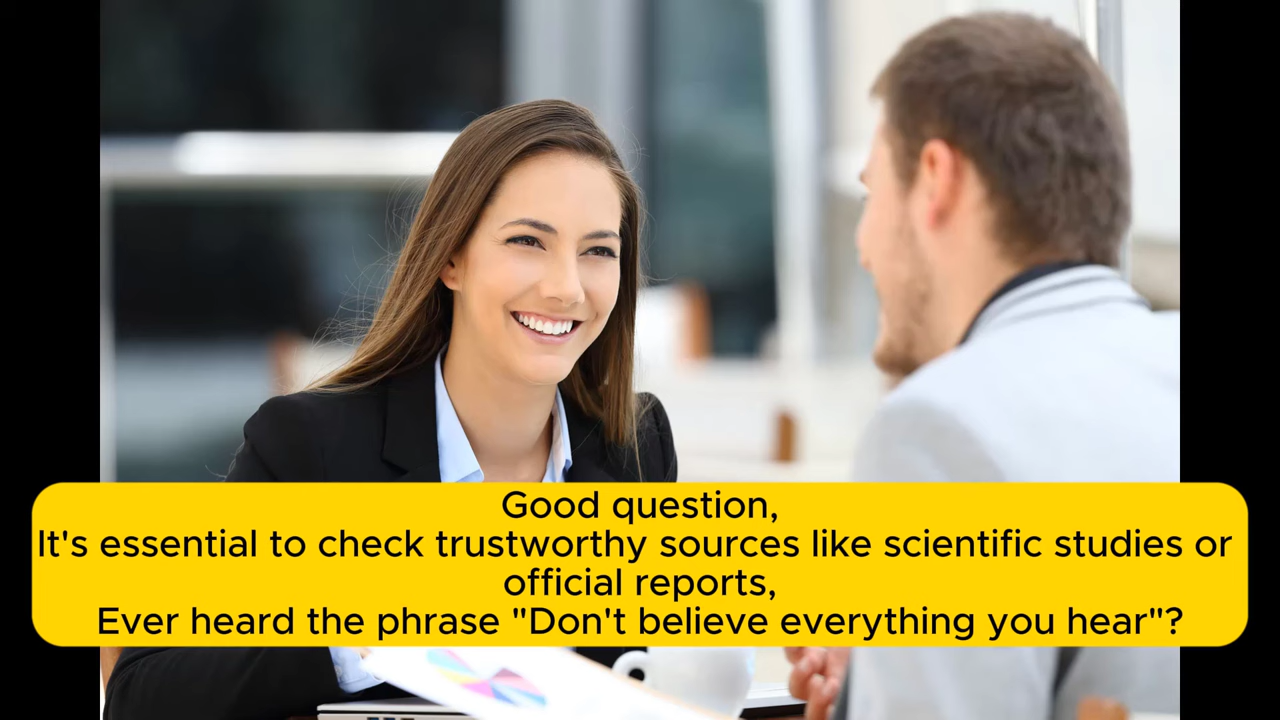 Good question,
It's essential to check trustworthy sources like scientific studies or
official reports,
Ever heard the phrase "Don't believe everything you hear"?